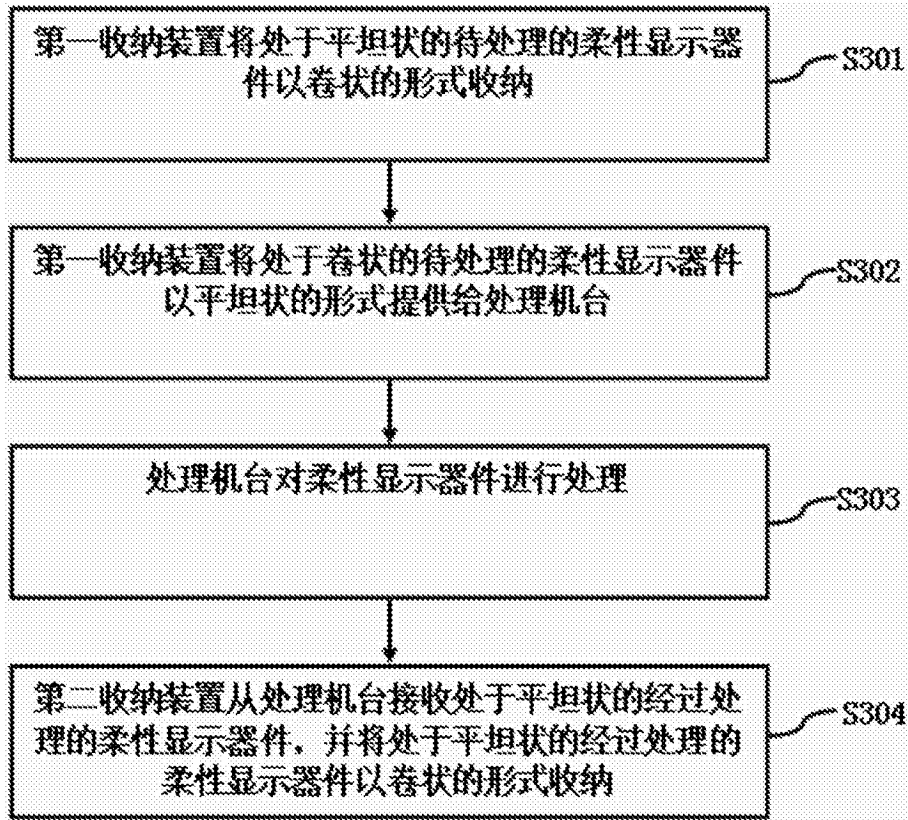 第一收纳装置将处于平坦状的待处理的柔性显示器
件以卷状的形式收纳
S301
第一收纳装置将处于卷状的待处理的柔性显示器件
以平坦状的形式提供给处理机台
S302
处理机台对柔性显示器件进行处理
S303
第二收纳装置从处理机台接收处于平坦状的经过处
理的柔性显示器件，并将处于平坦状的经过处理的
柔性显示器件以卷状的形式收纳
S304